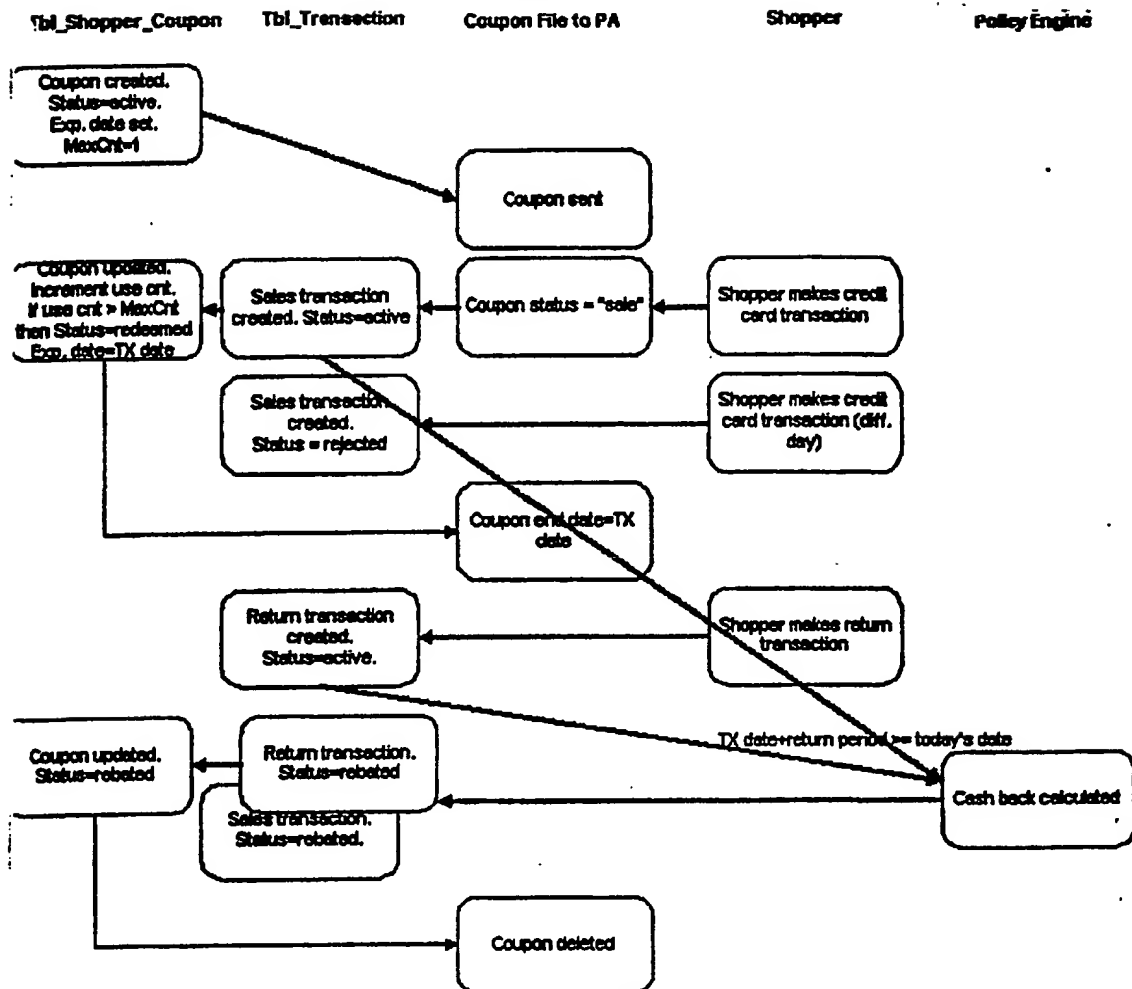 Tbl_Shopper_Coupon
Tbl_Transaction
Coupon File to PA
Shopper
Policy Engine
Coupon created.
Status=active.
Exp. date set.
MaxCnt=1
Coupon sent
Coupon updated.
Increment use cnt.
If use cnt > MaxCnt
then Status=redeemed
Exp. date=TX date
Sales transaction
created. Status=active
Coupon status = "sale"
Shopper makes credit
card transaction
Sales transaction
created.
Status = rejected
Shopper makes credit
card transaction (diff.
day)
Coupon end date=TX
date
Return transaction
created.
Status=active.
Shopper makes return
transaction
TX date+return period >= today's date
Coupon updated.
Status=rebated
Return transaction.
Status=rebated
Sales transaction.
Status=rebated.
Cash back calculated
Coupon deleted